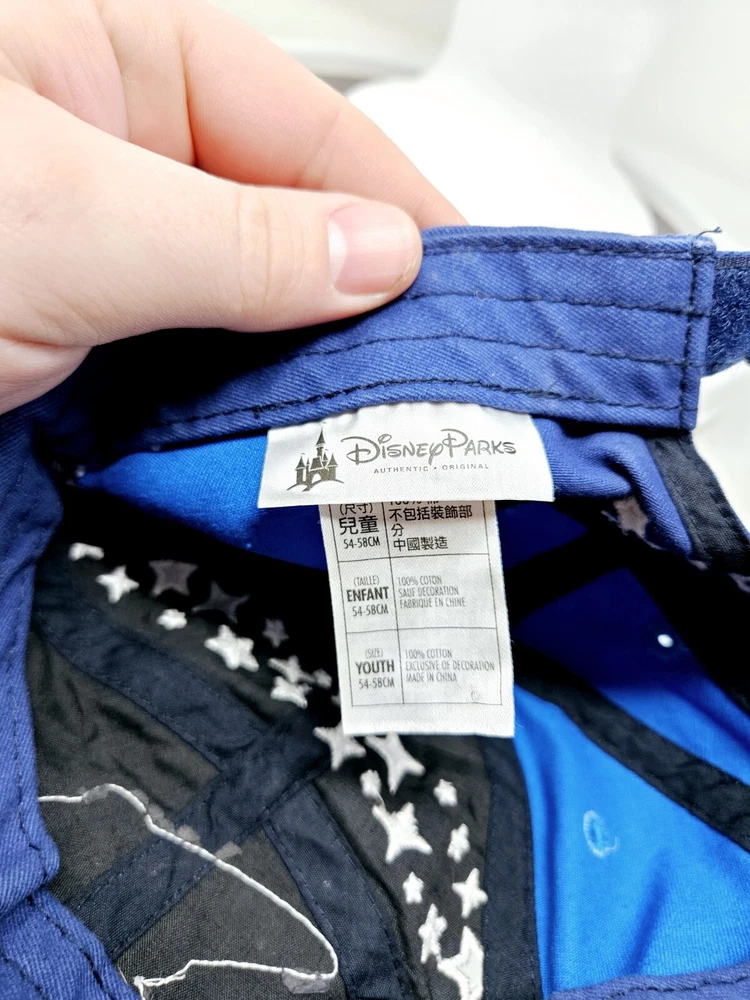 DISNEYPARKS
AUTHENTIC • ORIGINAL
(尺寸)
兒童
54-58CM
不包括裝飾部
分
中國製造
(TAILLE)
ENFANT
54-58CM
100% COTON
SAUF DECORATION
FABRIQUE EN CHINE
(SIZE)
YOUTH
54-58CM
100% COTTON
EXCLUSIVE OF DECORATION
MADE IN CHINA